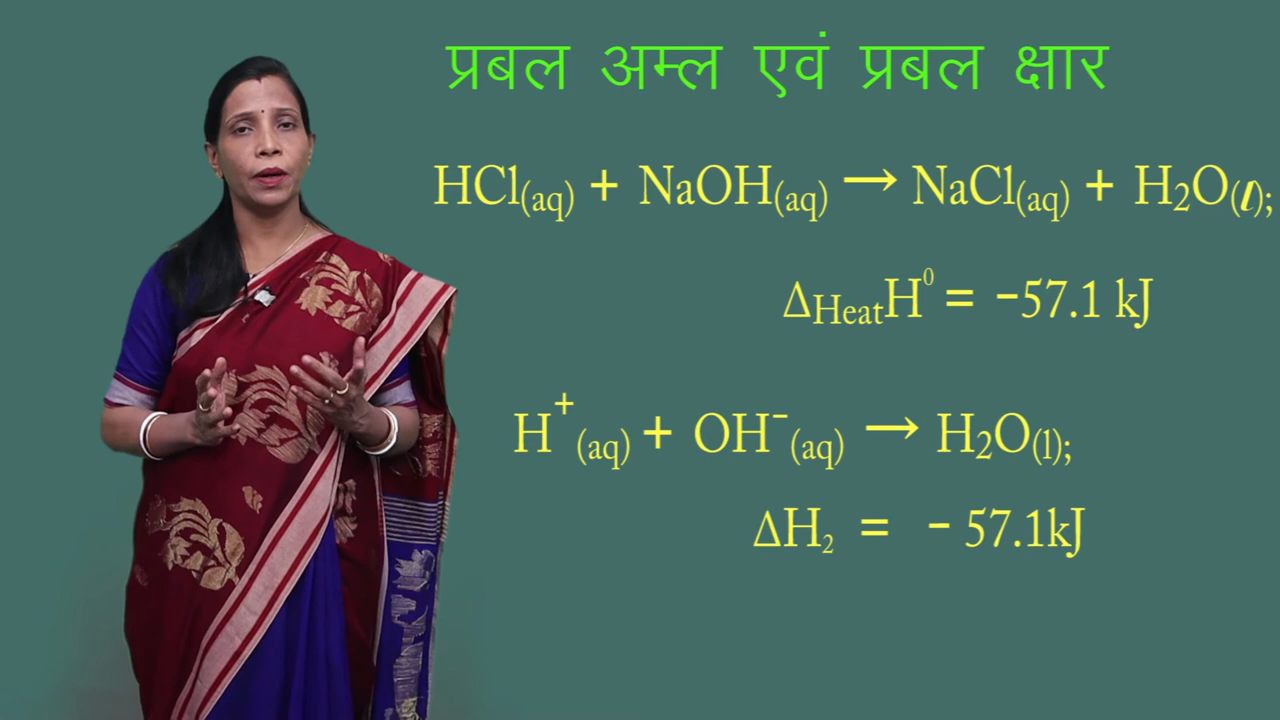 प्रबल अम्ल एवं प्रबल क्षार
HCl(aq) + NaOH(aq) → NaCl(aq) + H2O(l);
ΔHeatH⁰ = −57.1 kJ
H⁺(aq) + OH⁻(aq) → H2O(l);
ΔH₂ = − 57.1kJ